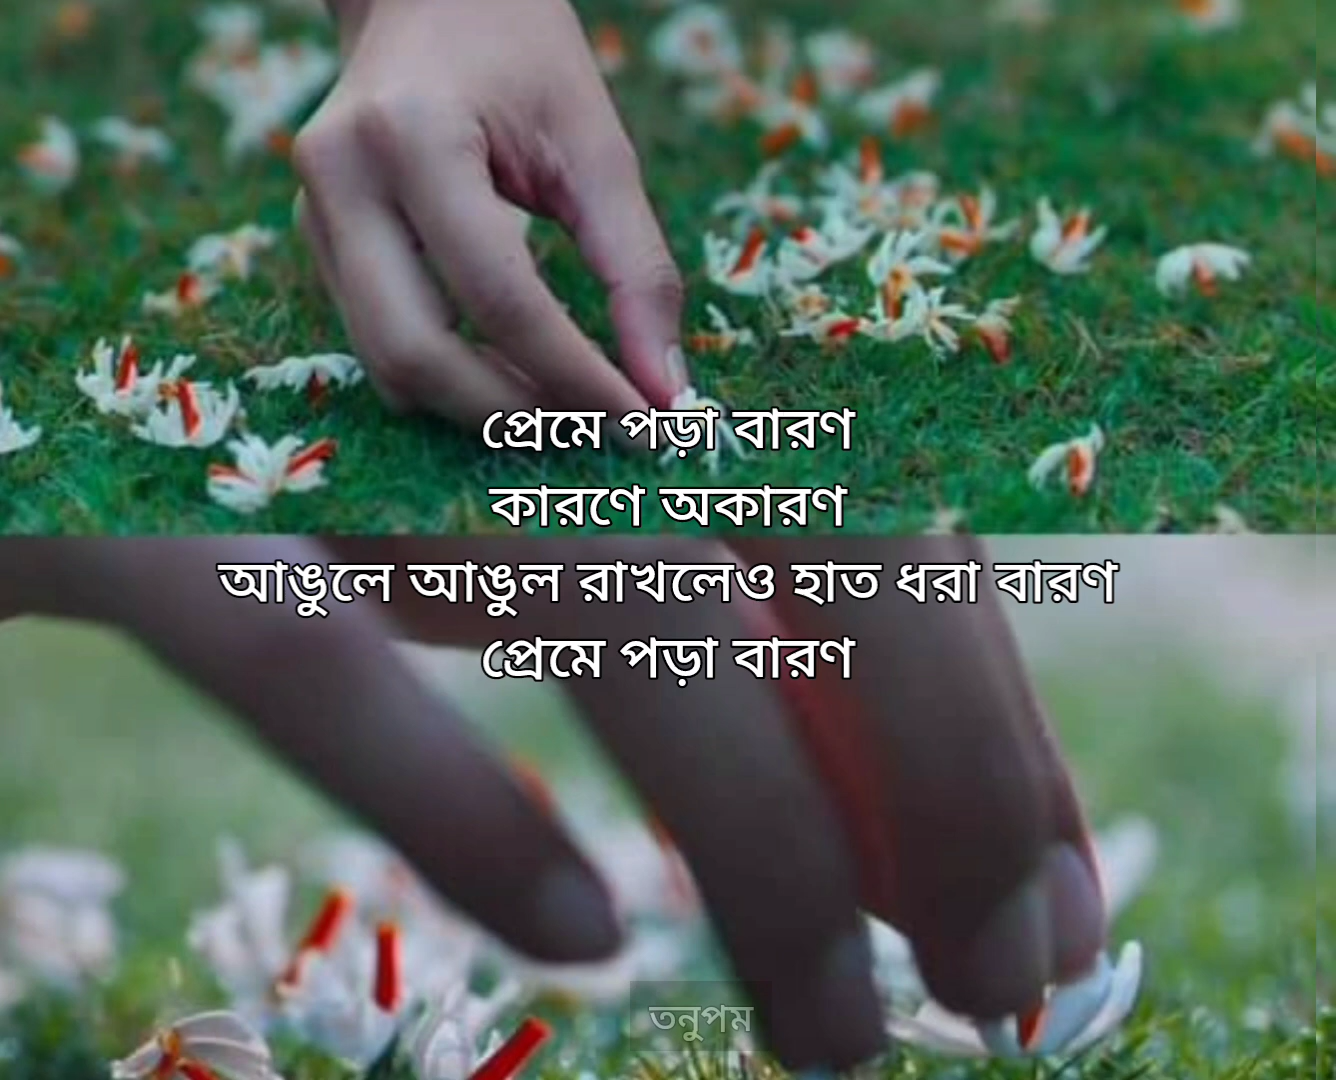 প্রেমে পড়া বারণ
কারণে অকারণ
আঙুলে আঙুল রাখলেও হাত ধরা বারণ
প্রেমে পড়া বারণ
তনুপম